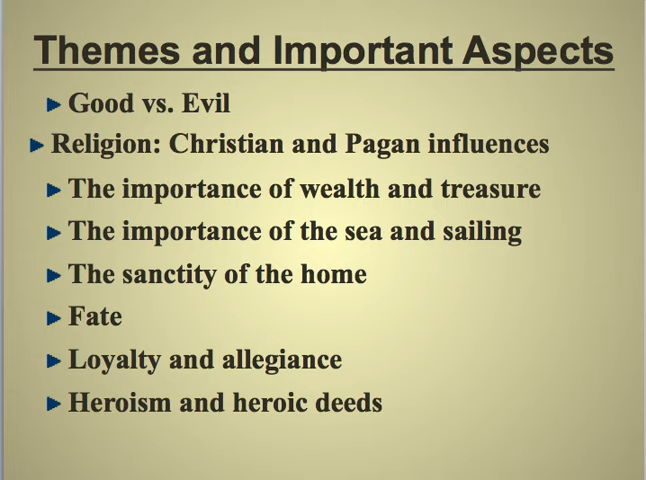 Themes and Important Aspects
Good vs. Evil
Religion: Christian and Pagan influences
The importance of wealth and treasure
The importance of the sea and sailing
The sanctity of the home
Fate
Loyalty and allegiance
Heroism and heroic deeds